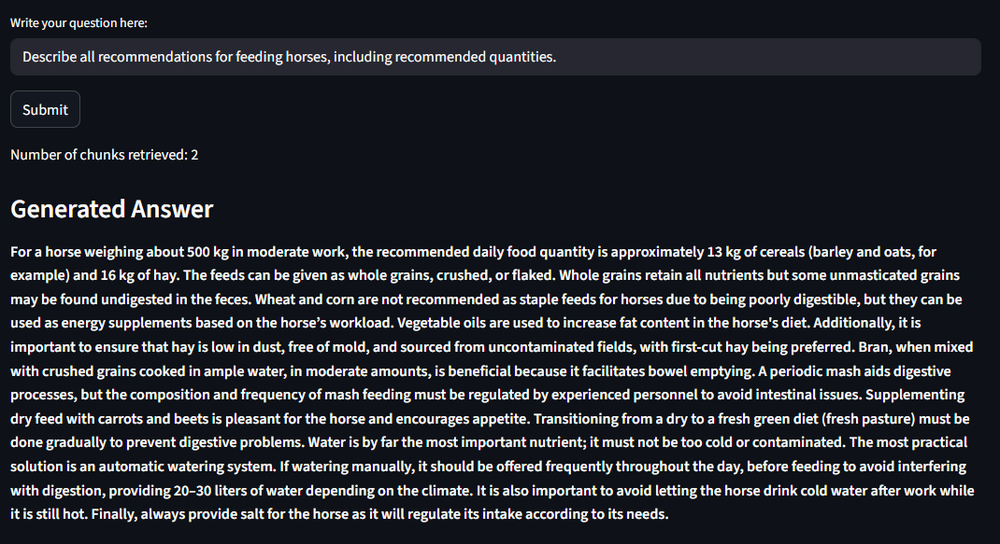 Write your question here:
Describe all recommendations for feeding horses, including recommended quantities.
Submit
Number of chunks retrieved: 2
Generated Answer
For a horse weighing about 500 kg in moderate work, the recommended daily food quantity is approximately 13 kg of cereals (barley and oats, for
example) and 16 kg of hay. The feeds can be given as whole grains, crushed, or flaked. Whole grains retain all nutrients but some unmasticated grains
may be found undigested in the feces. Wheat and corn are not recommended as staple feeds for horses due to being poorly digestible, but they can be
used as energy supplements based on the horse’s workload. Vegetable oils are used to increase fat content in the horse's diet. Additionally, it is
important to ensure that hay is low in dust, free of mold, and sourced from uncontaminated fields, with first-cut hay being preferred. Bran, when mixed
with crushed grains cooked in ample water, in moderate amounts, is beneficial because it facilitates bowel emptying. A periodic mash aids digestive
processes, but the composition and frequency of mash feeding must be regulated by experienced personnel to avoid intestinal issues. Supplementing
dry feed with carrots and beets is pleasant for the horse and encourages appetite. Transitioning from a dry to a fresh green diet (fresh pasture) must be
done gradually to prevent digestive problems. Water is by far the most important nutrient; it must not be too cold or contaminated. The most practical
solution is an automatic watering system. If watering manually, it should be offered frequently throughout the day, before feeding to avoid interfering
with digestion, providing 20–30 liters of water depending on the climate. It is also important to avoid letting the horse drink cold water after work while
it is still hot. Finally, always provide salt for the horse as it will regulate its intake according to its needs.